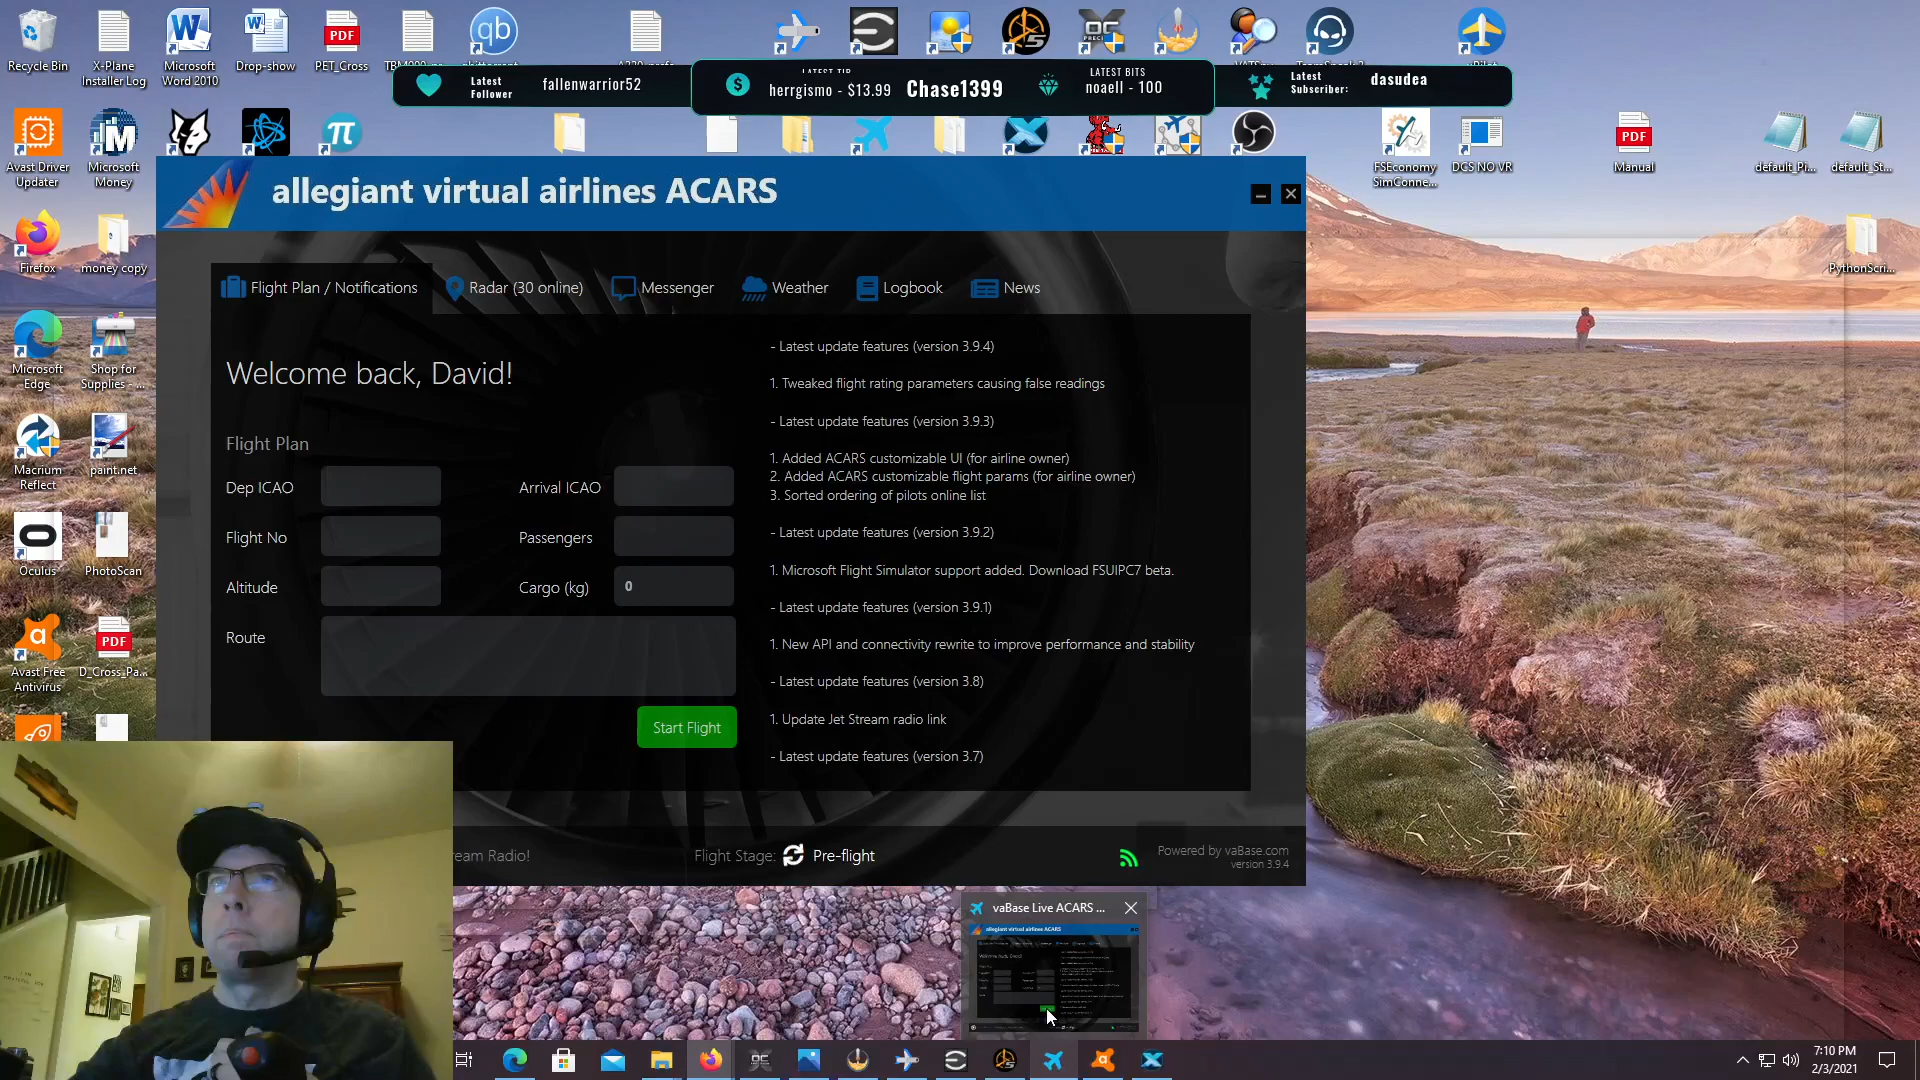 Recycle Bin
X-Plane
Installer Log
Microsoft
Word 2010
Drop-show
PET_Cross
Latest
Follower
fallenwarrior52
LATEST TIP
herrgismo - $13.99
Chase1399
LATEST BITS
noaell - 100
Latest
Subscriber:
dasudea
Avast Driver
Updater
Microsoft
Money
FSEconomy
SimConne...
DCS NO VR
Manual
default_Pi...
default_St...
Firefox
money copy
PythonScri...
Microsoft
Edge
Shop for
Supplies - ...
Macrium
Reflect
paint.net
Oculus
PhotoScan
Avast Free
Antivirus
D_Cross_Pa...
PDF
PDF
PDF
allegiant virtual airlines ACARS
Flight Plan / Notifications
Radar (30 online)
Messenger
Weather
Logbook
News
Welcome back, David!
Flight Plan
Dep ICAO
Arrival ICAO
Flight No
Passengers
Altitude
Cargo (kg)
0
Route
Start Flight
- Latest update features (version 3.9.4)
1. Tweaked flight rating parameters causing false readings
- Latest update features (version 3.9.3)
1. Added ACARS customizable UI (for airline owner)
2. Added ACARS customizable flight params (for airline owner)
3. Sorted ordering of pilots online list
- Latest update features (version 3.9.2)
1. Microsoft Flight Simulator support added. Download FSUIPC7 beta.
- Latest update features (version 3.9.1)
1. New API and connectivity rewrite to improve performance and stability
- Latest update features (version 3.8)
1. Update Jet Stream radio link
- Latest update features (version 3.7)
Radio!
Flight Stage:
Pre-flight
Powered by vaBase.com
version 3.9.4
vaBase Live ACARS ...
allegiant virtual airlines ACARS
7:10 PM
2/3/2021